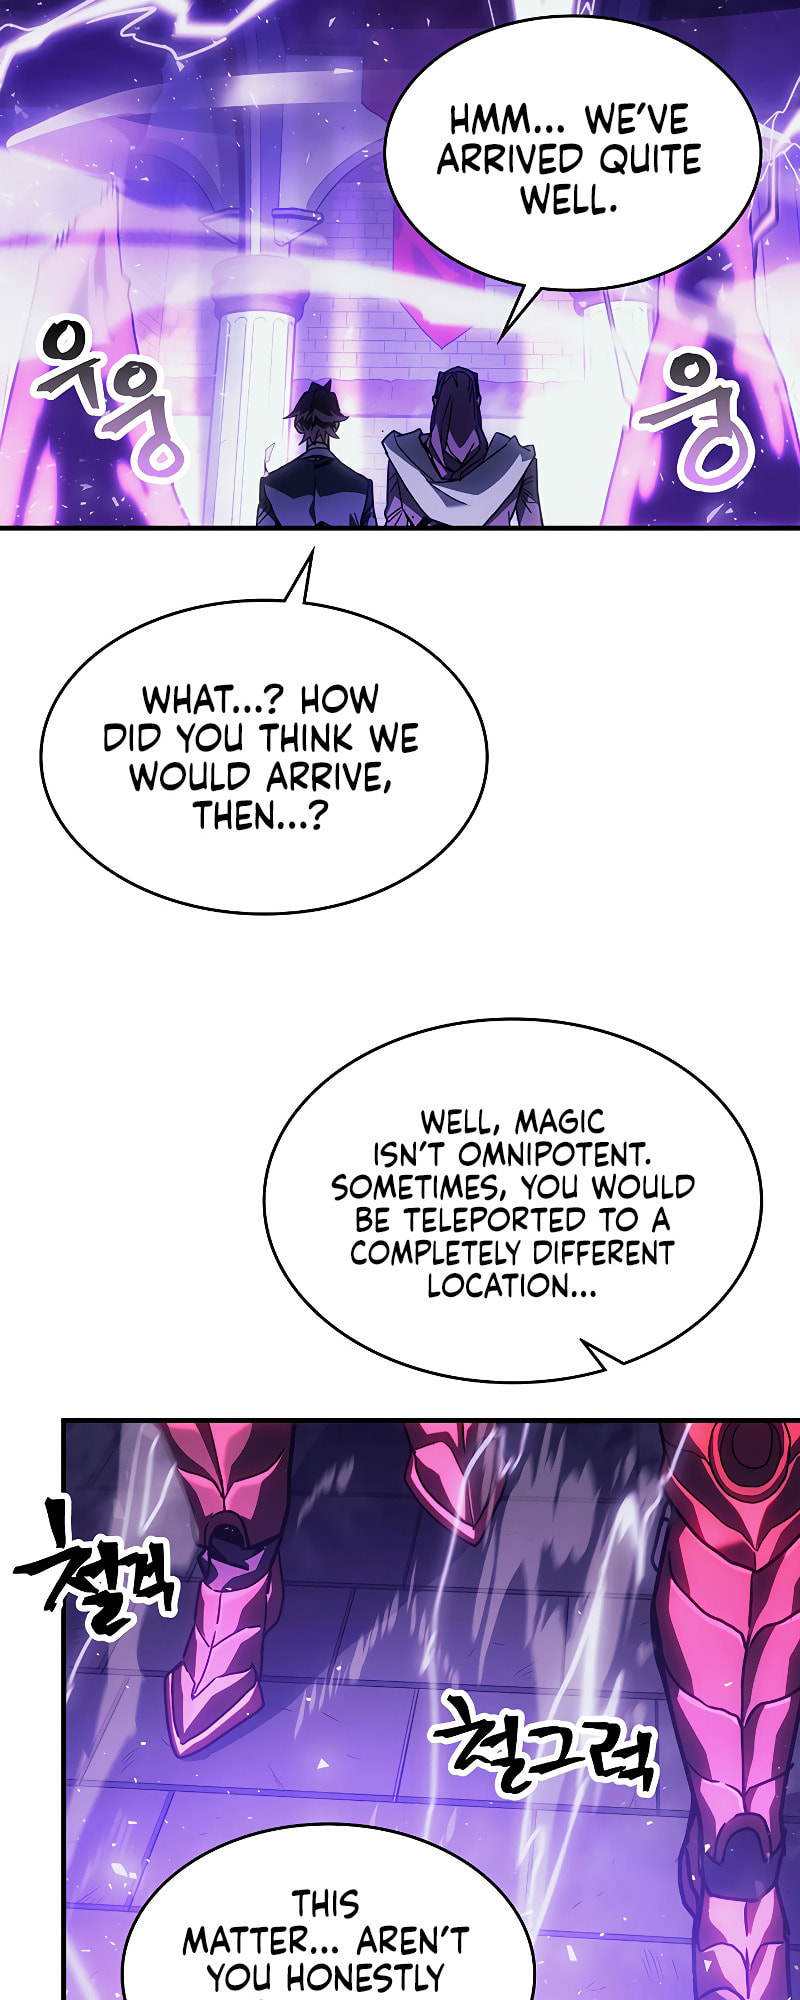 HMM... WE'VE
ARRIVED QUITE
WELL.
우웅
웅
WHAT...? HOW
DID YOU THINK WE
WOULD ARRIVE,
THEN...?
WELL, MAGIC
ISN'T OMNIPOTENT.
SOMETIMES, YOU WOULD
BE TELEPORTED TO A
COMPLETELY DIFFERENT
LOCATION...
철걱
철그럭
THIS
MATTER... AREN'T
YOU HONESTLY